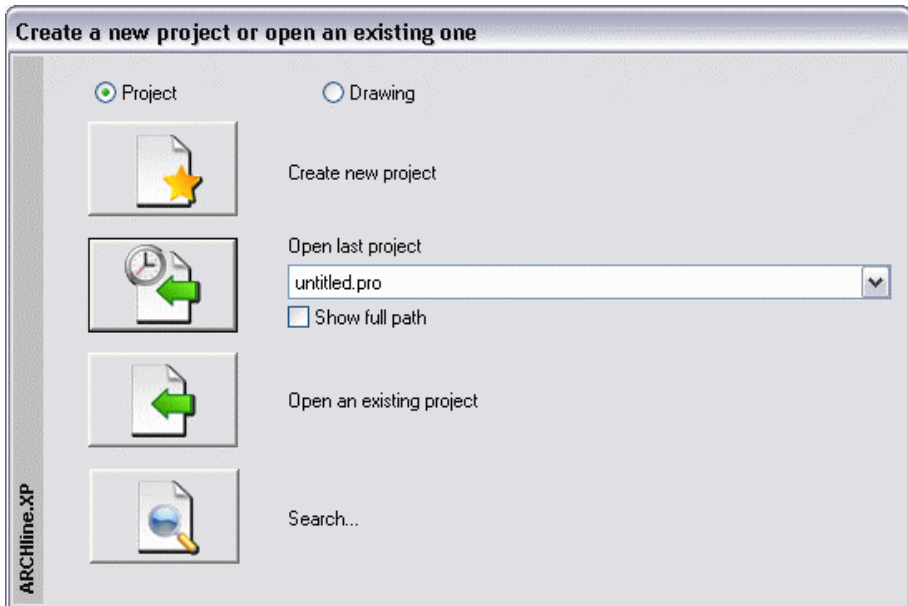 Create a new project or open an existing one
Project
Drawing
Create new project
Open last project
untitled.pro
Show full path
Open an existing project
Search...
ARCHline.XP